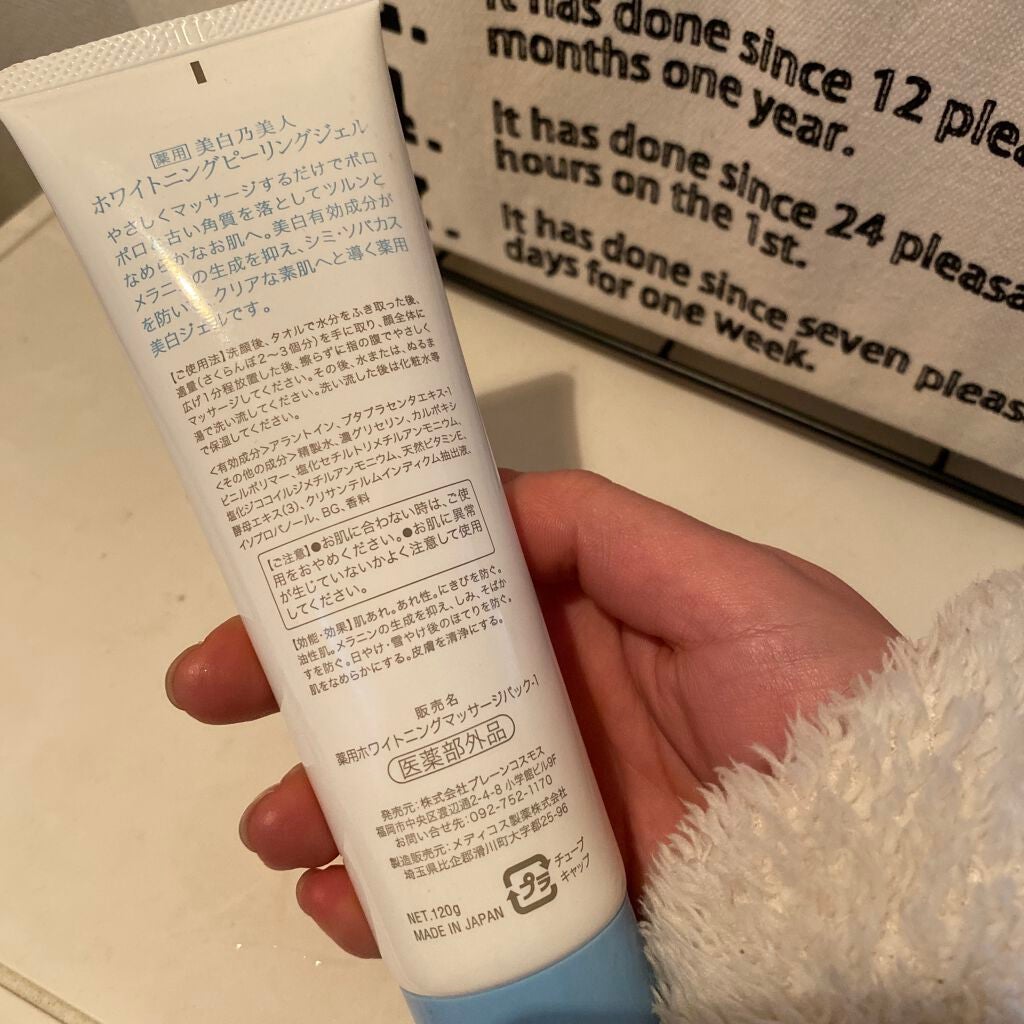 薬用 美白乃美人
ホワイトニングピーリングジェル
やさしくマッサージするだけでポロ
ポロと古い角質を落としてツルンと
なめらかなお肌へ。美白有効成分が
メラニンの生成を抑え、シミ・ソバカス
を防いで、クリアな素肌へと導く薬用
美白ジェルです。
【ご使用法】洗顔後、タオルで水分をふき取った後、
適量(さくらんぼ2〜3個分)を手に取り、顔全体に
広げ1分程放置した後、擦らずに指の腹でやさしく
マッサージしてください。その後、水または、ぬるま
湯で洗い流してください。洗い流した後は化粧水等
で保湿してください。
<有効成分>アラントイン、プタプラセンタエキス-1
<その他の成分>精製水、濃グリセリン、カルボキシ
ビニルポリマー、塩化セチルトリメチルアンモニウム、
塩化ジココイルジメチルアンモニウム、天然ビタミンE、
酵母エキス(3)、クリサンテルムインディクム抽出液、
イソプロパノール、BG、香料
【ご注意】●お肌に合わない時は、ご使
用をおやめください。●お肌に異常
が生じていないかよく注意して使用
してください。
【効能・効果】肌あれ。あれ性。にきびを防ぐ。
油性肌。メラニンの生成を抑え、しみ、そばか
すを防ぐ。日やけ・雪やけ後のほてりを防ぐ。
肌をなめらかにする。皮膚を清浄にする。
販売名
薬用ホワイトニングマッサージパック-1
医薬部外品
発売元:株式会社ブレーンコスモス
福岡市中央区渡辺通2-4-8 小学館ビル9F
お問い合せ先:092-752-1170
製造販売元:メディコス製薬株式会社
埼玉県比企郡滑川町大字都25-96
プラ
チューブ
キャップ
NET.120g
MADE IN JAPAN
It has done since 12 plea
months one year.
It has done since 24 pleasa
hours on the 1st.
It has done since seven pleas
days for one week.